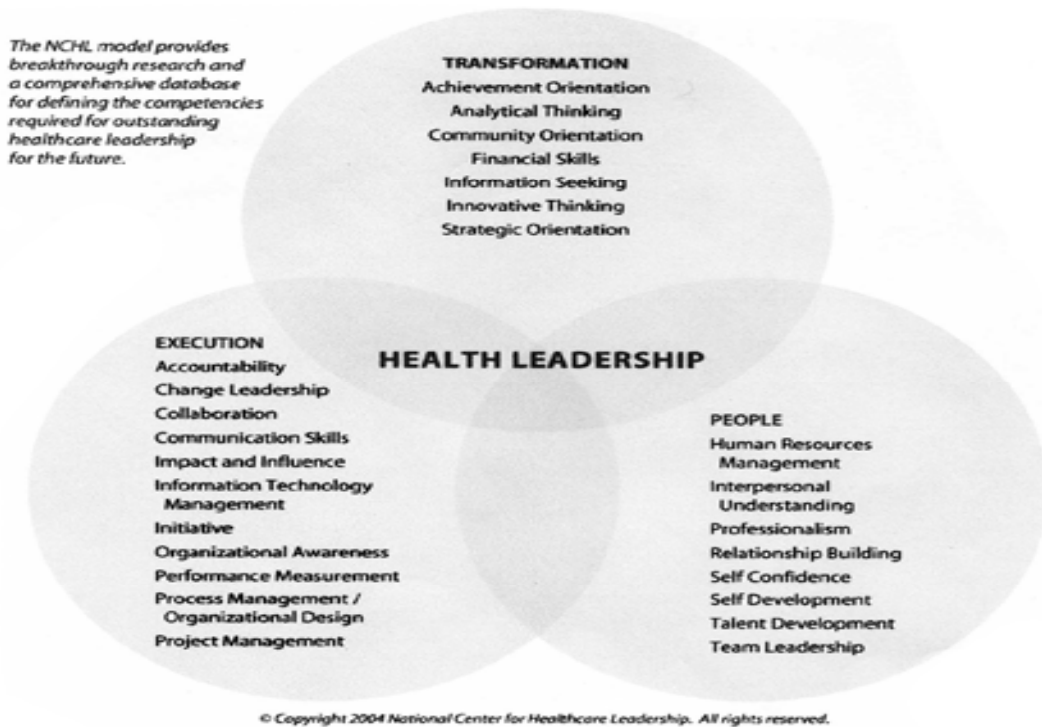 The NCHL model provides
breakthrough research and
a comprehensive database
for defining the competencies
required for outstanding
healthcare leadership
for the future.
TRANSFORMATION
Achievement Orientation
Analytical Thinking
Community Orientation
Financial Skills
Information Seeking
Innovative Thinking
Strategic Orientation
HEALTH LEADERSHIP
EXECUTION
Accountability
Change Leadership
Collaboration
Communication Skills
Impact and Influence
Information Technology
Management
Initiative
Organizational Awareness
Performance Measurement
Process Management /
Organizational Design
Project Management
PEOPLE
Human Resources
Management
Interpersonal
Understanding
Professionalism
Relationship Building
Self Confidence
Self Development
Talent Development
Team Leadership
© Copyright 2004 National Center for Healthcare Leadership. All rights reserved.